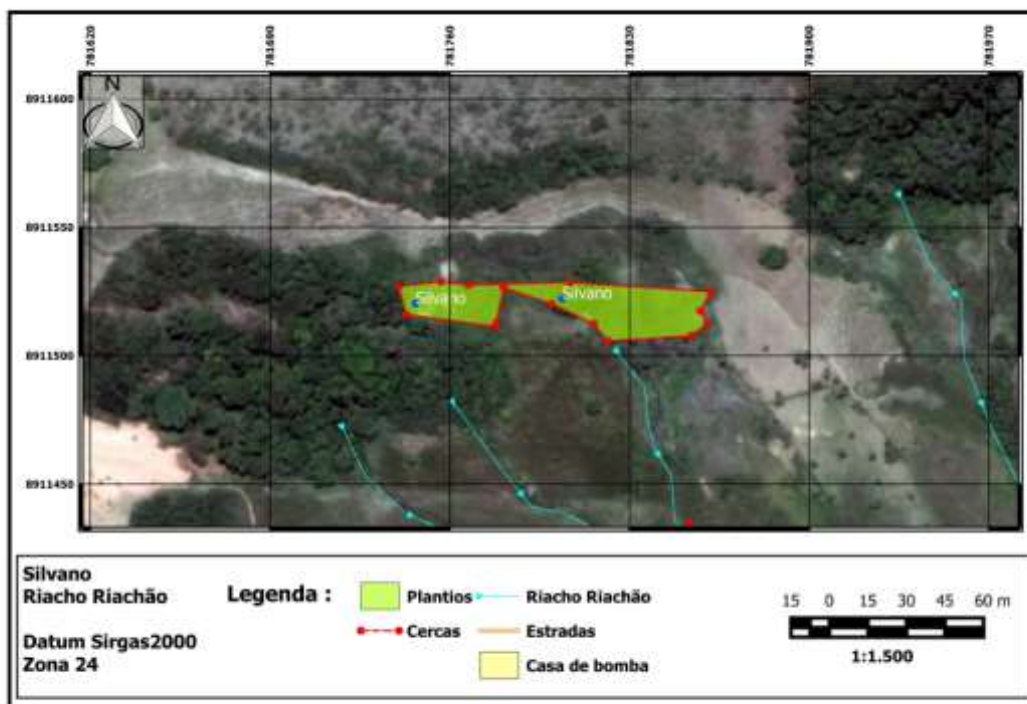 781620
781690
781760
781830
781900
781970
8911600
8911550
8911500
8911450
N
Silvano
Silvano
Silvano
Riacho Riachão
Datum Sirgas2000
Zona 24
Legenda :
Plantios
Riacho Riachão
Cercas
Estradas
Casa de bomba
15 0 15 30 45 60 m
1:1.500